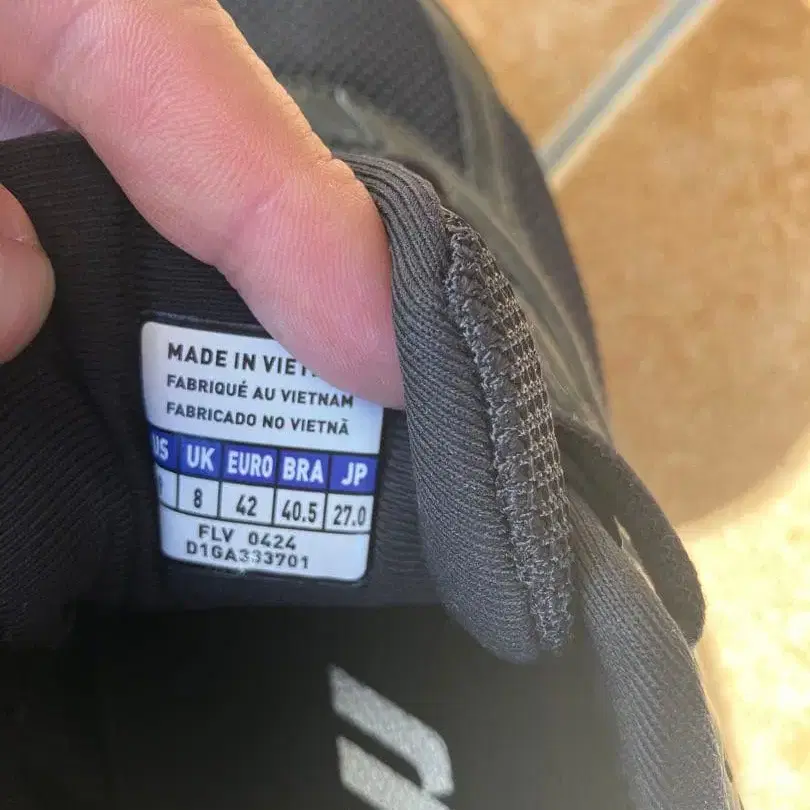 MADE IN
FABRIQUÉ AU VIETNAM
FABRICADO NO VIETNÃ
US UK EURO BRA JP
8 42 40.5 27.0
FLV 0424
D1GA333701